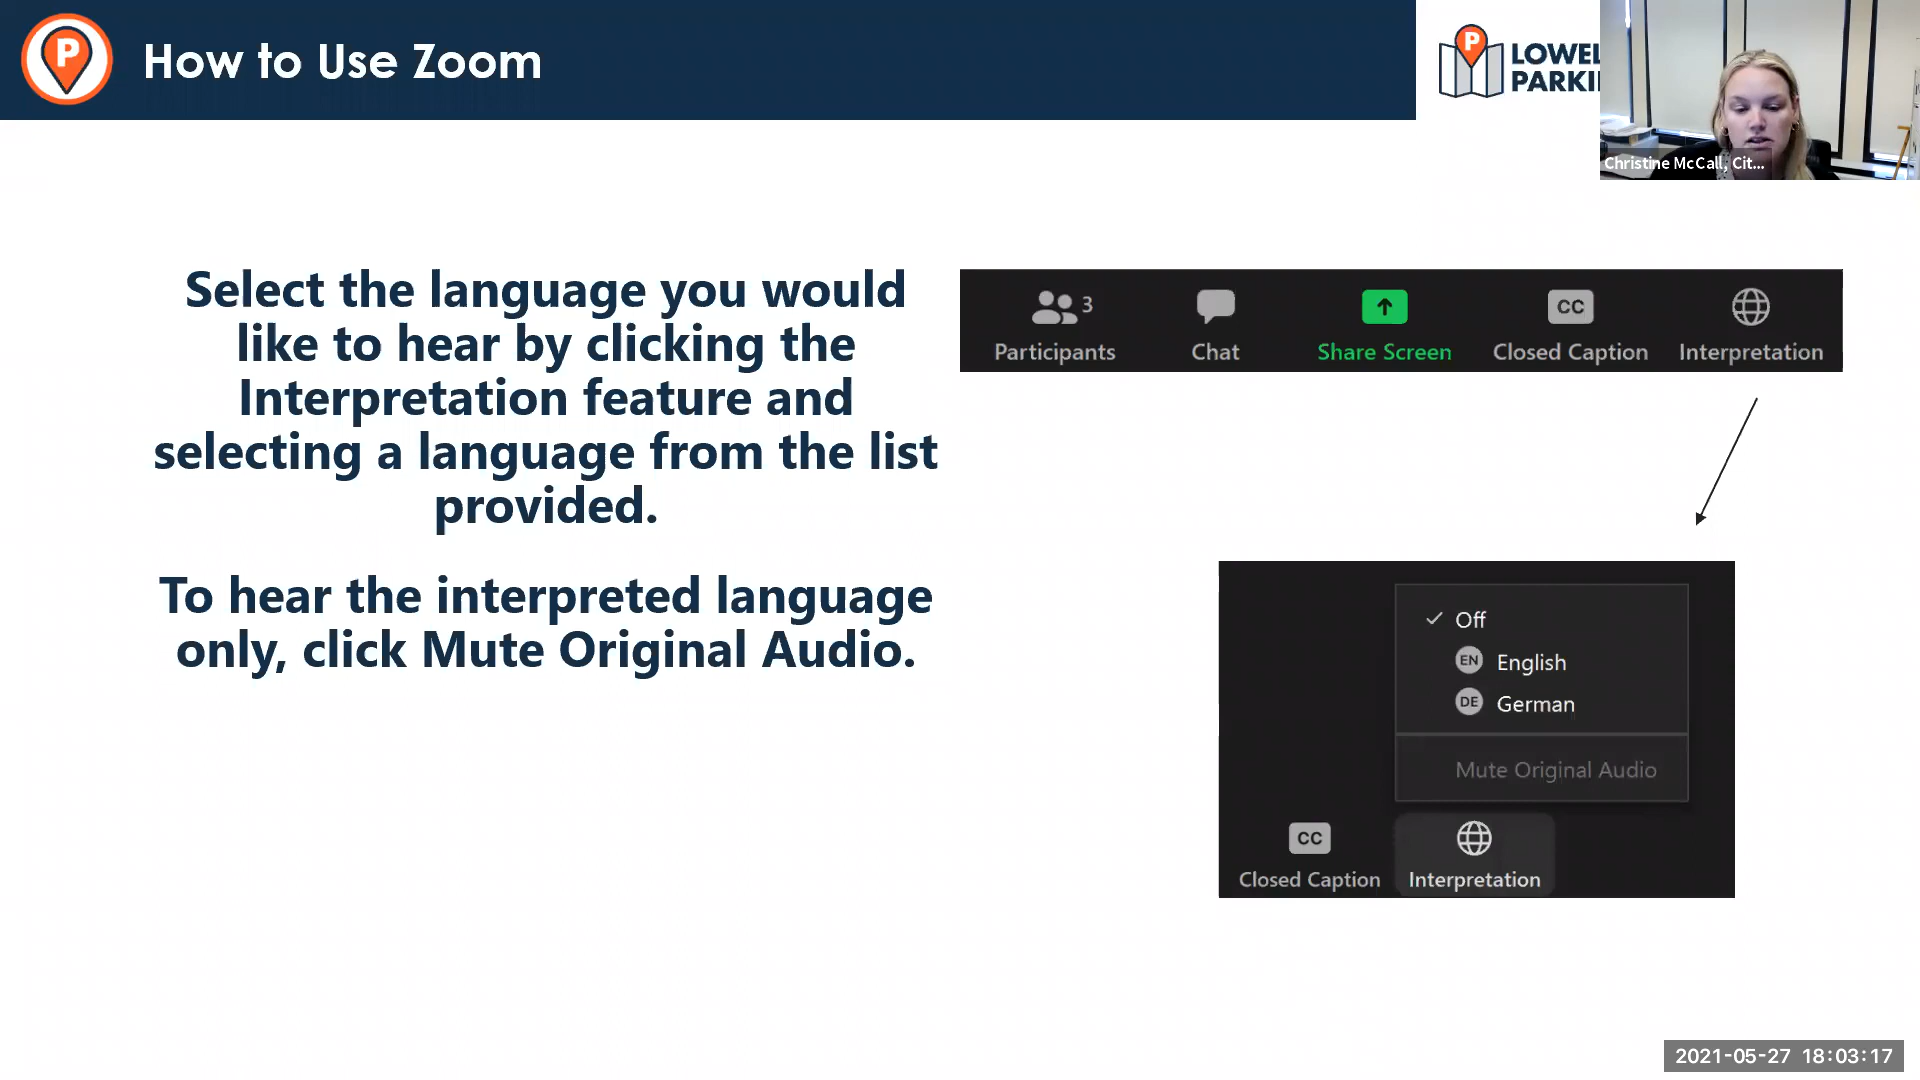 P How to Use Zoom
P LOWEL
PARKI
Christine McCall, Cit...
Select the language you would
like to hear by clicking the
Interpretation feature and
selecting a language from the list
provided.
To hear the interpreted language
only, click Mute Original Audio.
3
Participants Chat Share Screen CC Closed Caption Interpretation
Off
EN English
DE German
Mute Original Audio
CC
Closed Caption Interpretation
2021-05-27 18:03:17